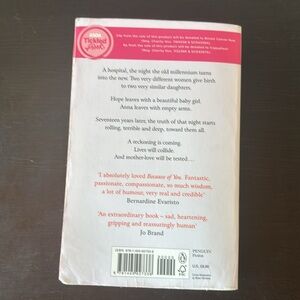 ASDA
Tickled
Pink
A hospital, the night the old millennium turns
into the new. Two very different women give birth
to two very similar daughters.
Hope leaves with a beautiful baby girl.
Anna leaves with empty arms.
Seventeen years later, the truth of that night starts
rolling, terrible and deep, toward them all.
A reckoning is coming.
Lives will collide.
And mother-love will be tested . . .
'I absolutely loved Because of You. Fantastic,
passionate, compassionate, so much wisdom,
a lot of humour, very real and credible'
Bernardine Evaristo
'An extraordinary book – sad, heartening,
gripping and reassuringly human'
Jo Brand
PENGUIN
Fiction